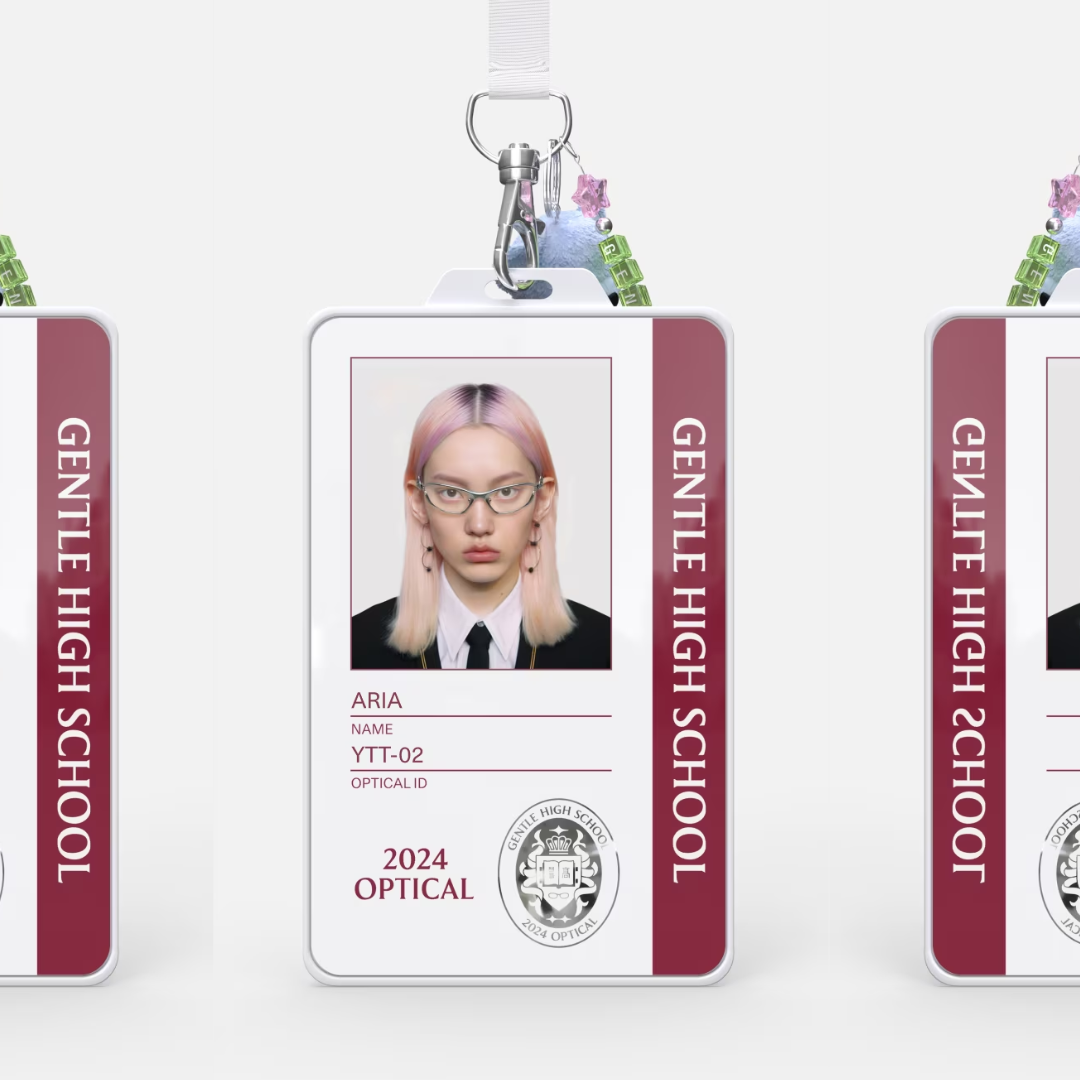 GENTLE HIGH SCHOOL
ARIA
NAME
YTT-02
OPTICAL ID
2024
OPTICAL
GENTLE HIGH SCHOOL
2024 OPTICAL
GENTLE HIGH SCHOOL
GENTLE HIGH SCHOOL